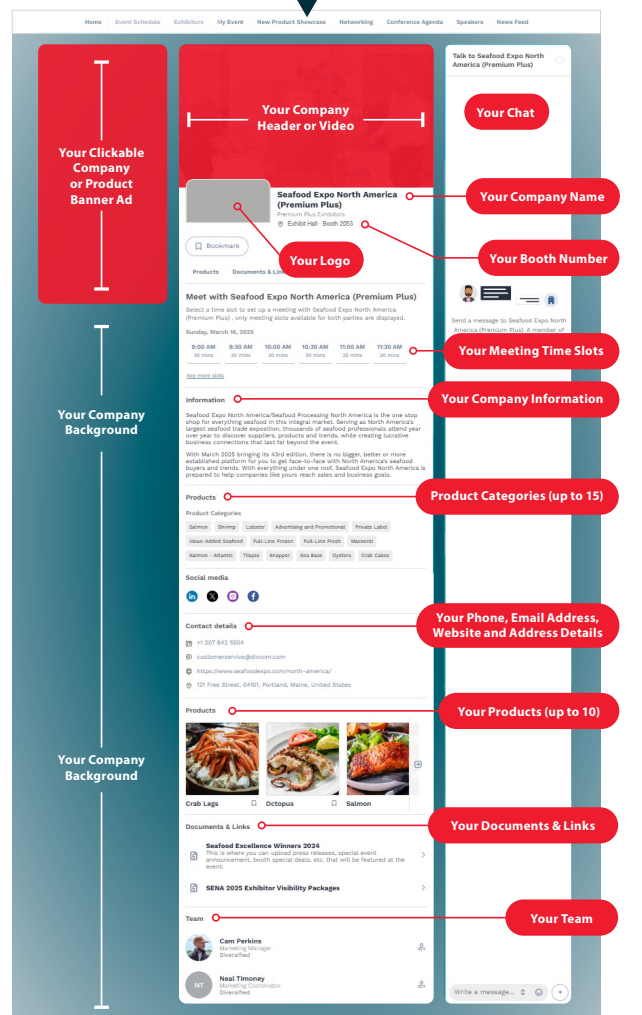 Home Event Schedule Exhibitors My Event New Product Showcase Networking Conference Agenda Speakers News Feed
Your Clickable
Company
or Product
Banner Ad
Your Company
Header or Video
Talk to Seafood Expo North
America (Premium Plus)
Your Chat
Seafood Expo North America
(Premium Plus)
Premium Plus Exhibitors
Exhibit Hall - Booth 2053
Your Company Name
Your Booth Number
Bookmark
Your Logo
Products Documents & Lin
Meet with Seafood Expo North America (Premium Plus)
Select a time slot to set up a meeting with Seafood Expo North America
(Premium Plus) , only meeting slots available for both parties are displayed.
Sunday, March 16, 2025
9:00 AM 9:30 AM 10:00 AM 10:30 AM 11:00 AM 11:30 AM
30 mins 30 mins 30 mins 30 mins 30 mins 30 mins
See more slots
Send a message to Seafood Expo North
America (Premium Plus). A member of
Your Meeting Time Slots
Your Company
Background
Information
Your Company Information
Seafood Expo North America/Seafood Processing North America is the one stop
shop for everything seafood in this integral market. Serving as North America's
largest seafood trade exposition, thousands of seafood professionals attend year
over year to discover suppliers, products and trends, while creating lucrative
business connections that last far beyond the event.
With March 2025 bringing its 43rd edition, there is no bigger, better or more
established platform for you to get face-to-face with North America's seafood
buyers and trends. With everything under one roof, Seafood Expo North America is
prepared to help companies like yours reach sales and business goals.
Products
Product Categories (up to 15)
Product Categories
Salmon Shrimp Lobster Advertising and Promotional Private Label
Value-Added Seafood Full-Line Frozen Full-Line Fresh Mackerel
Salmon : Atlantic Tilapia Snapper Sea Bass Oysters Crab Cakes
Social media
Contact details
Your Phone, Email Address,
Website and Address Details
+1 207 842 5504
customerservice@divcom.com
https://www.seafoodexpo.com/north-america/
121 Free Street, 04101, Portland, Maine, United States
Products
Your Products (up to 10)
Your Company
Background
Crab Legs Octopus Salmon
Documents & Links
Your Documents & Links
Seafood Excellence Winners 2024
This is where you can upload press releases, special event
announcement, booth special deals, etc. that will be featured at the
event.
SENA 2025 Exhibitor Visibility Packages
Team
Your Team
Cam Perkins
Marketing Manager
Diversified
NT
Neal Timoney
Marketing Coordinator
Diversified
Write a message...